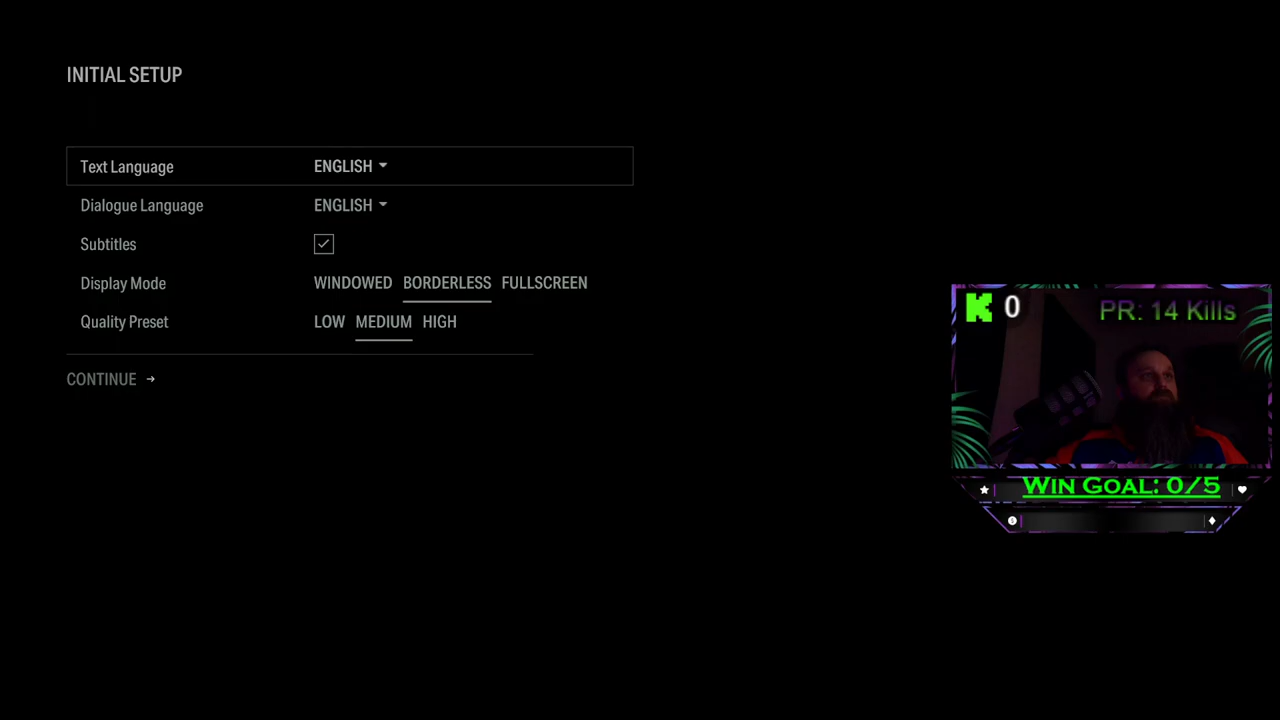 INITIAL SETUP
Text Language ENGLISH
Dialogue Language ENGLISH
Subtitles
Display Mode WINDOWED BORDERLESS FULLSCREEN
Quality Preset LOW MEDIUM HIGH
CONTINUE
K 0 PR: 14 Kills
WIN GOAL: 0/5